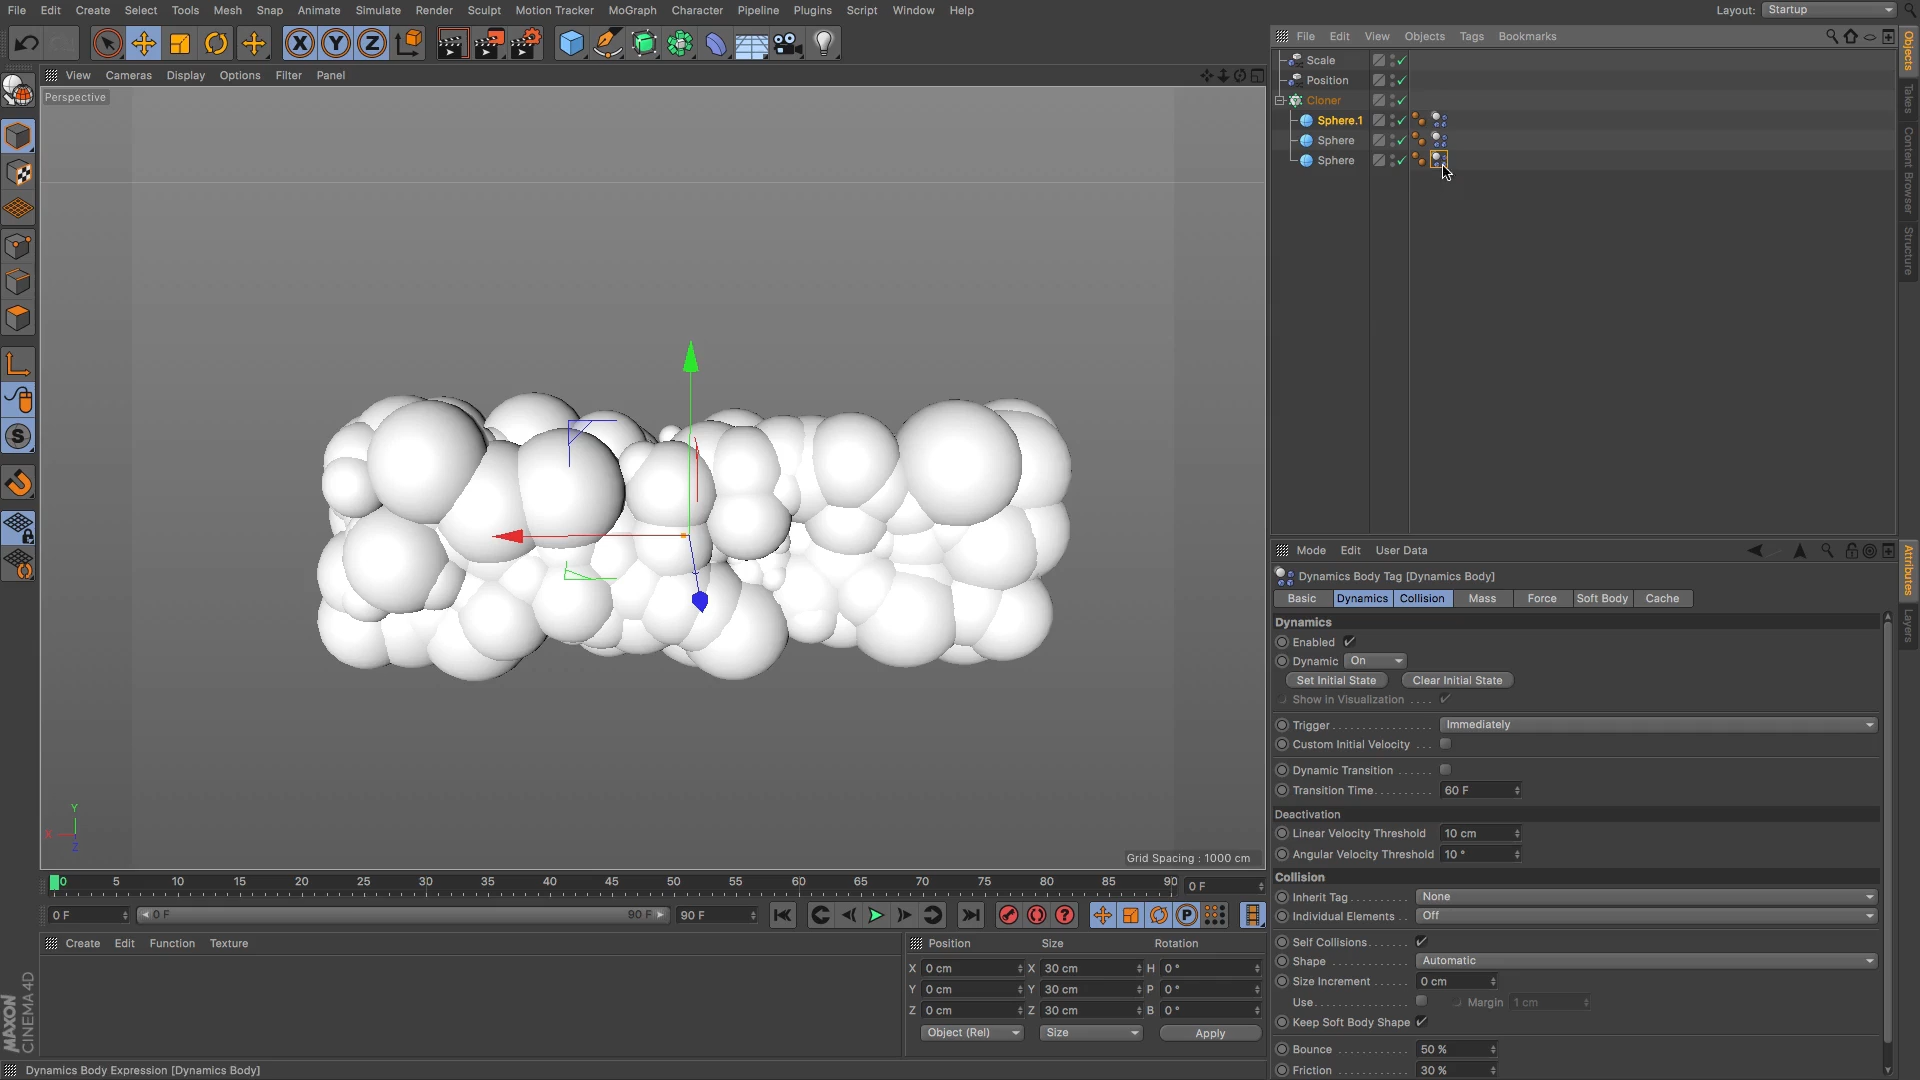 File Edit Create Select Tools Mesh Snap Animate Simulate Render Sculpt Motion Tracker MoGraph Character Pipeline Plugins Script Window Help Layout: Startup
X Y Z
File Edit View Objects Tags Bookmarks
View Cameras Display Options Filter Panel
Perspective
Scale
Position
Cloner
Sphere.1
Sphere
Sphere
Objects
Takes
Content Browser
Structure
S
Mode Edit User Data
Attributes
Layers
Dynamics Body Tag [Dynamics Body]
Basic Dynamics Collision Mass Force Soft Body Cache
Dynamics
Enabled
Dynamic On
Set Initial State Clear Initial State
Show in Visualization . . . .
Trigger . . . . . . . . . . . . . . . . Immediately
Custom Initial Velocity . . .
Dynamic Transition . . . . . .
Transition Time. . . . . . . . . . 60 F
Deactivation
Linear Velocity Threshold 10 cm
Angular Velocity Threshold 10 °
Collision
Inherit Tag . . . . . . . . . None
Individual Elements . . Off
Self Collisions. . . . . . .
Shape . . . . . . . . . . . . . Automatic
Size Increment . . . . . . 0 cm
Use. . . . . . . . . . . . . . . Margin 1 cm
Keep Soft Body Shape
Bounce . . . . . . . . . . . 50 %
Friction . . . . . . . . . . . . 30 %
Y
X
Z
Grid Spacing : 1000 cm
0 5 10 15 20 25 30 35 40 45 50 55 60 65 70 75 80 85 90 0 F
0 F 0 F 90 F 90 F ? P
Create Edit Function Texture
Position Size Rotation
X 0 cm X 30 cm H 0 °
Y 0 cm Y 30 cm P 0 °
Z 0 cm Z 30 cm B 0 °
Object (Rel) Size Apply
MAXON
CINEMA 4D
Dynamics Body Expression [Dynamics Body]